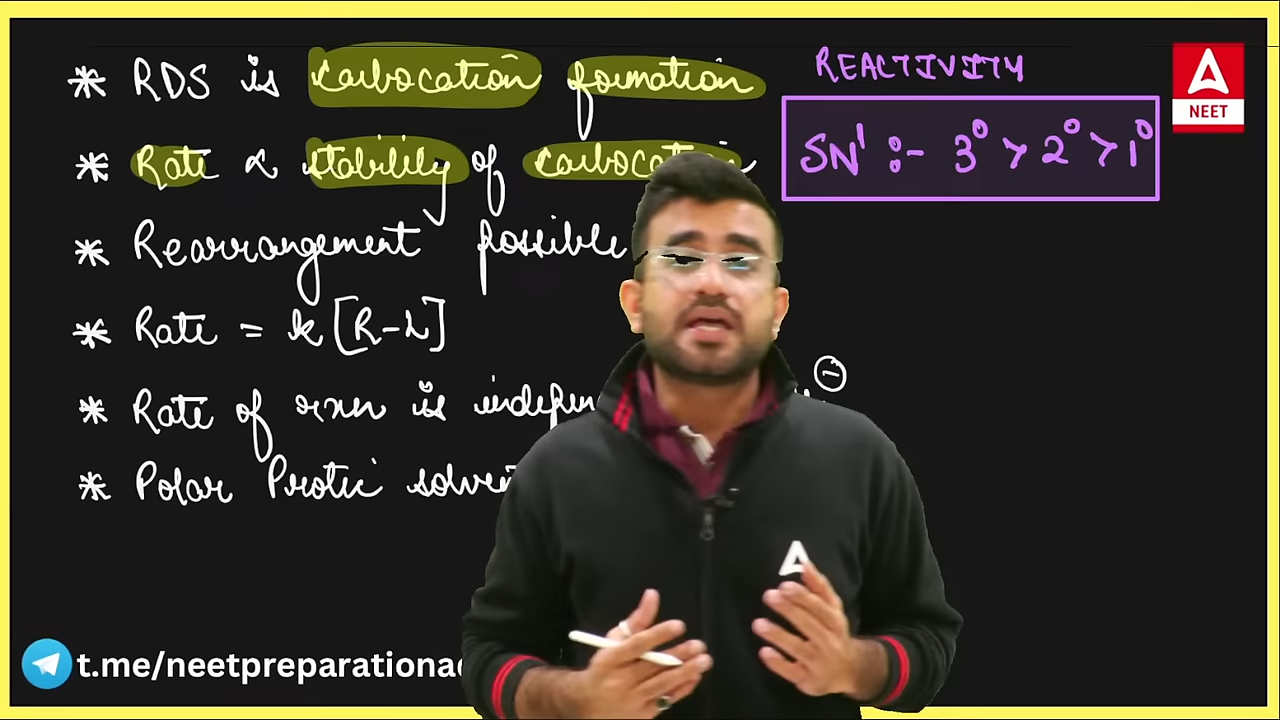 * RDS is carbocation formation
REACTIVITY
SN¹ :- 3° > 2° > 1°
NEET
* Rate ∝ stability of
* Rearrangement possible
* Rate = k [R-L]
* Rate of rxn is
⊖
* Polar Protic
t.me/neetpreparationa